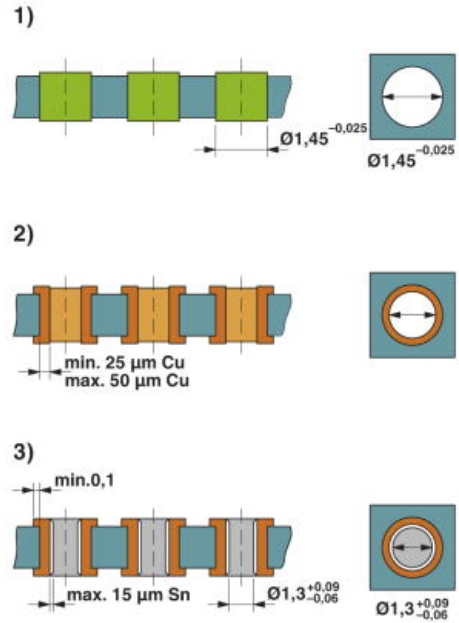 1)
Ø1,45-0,025
Ø1,45-0,025
2)
min. 25 µm Cu
max. 50 µm Cu
3)
min.0,1
max. 15 µm Sn
Ø1,3+0,09-0,06
Ø1,3+0,09-0,06